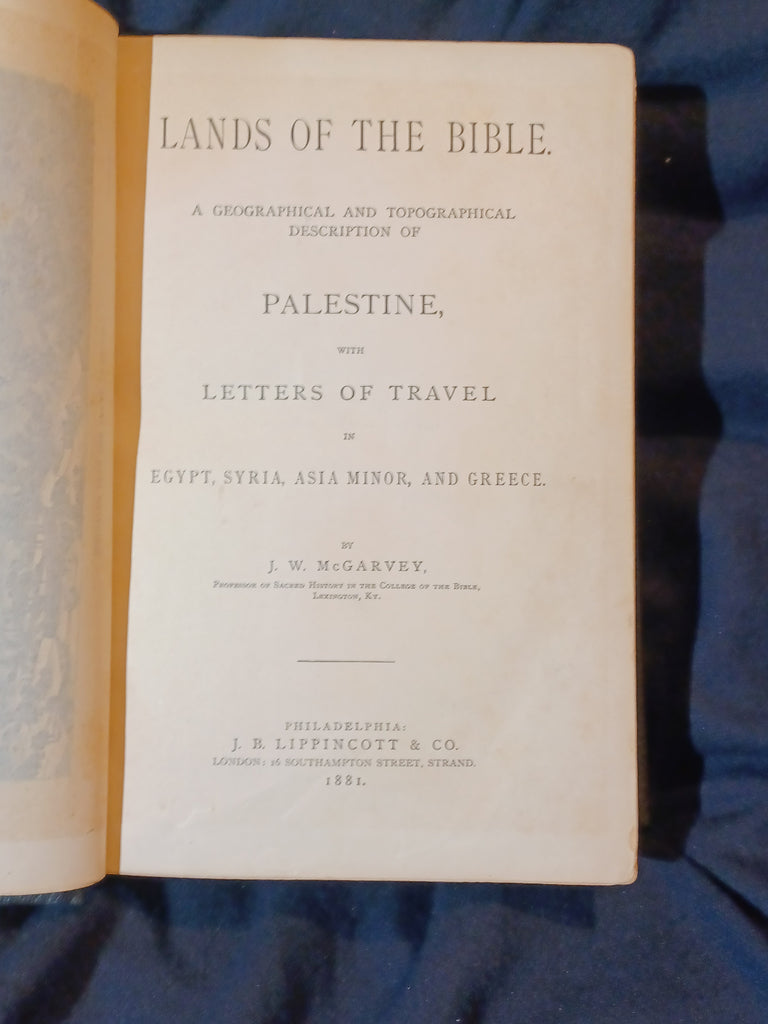 LANDS OF THE BIBLE.
A GEOGRAPHICAL AND TOPOGRAPHICAL
DESCRIPTION OF
PALESTINE,
WITH
LETTERS OF TRAVEL
IN
EGYPT, SYRIA, ASIA MINOR, AND GREECE.
BY
J. W. McGARVEY,
Professor of Sacred History in the College of the Bible,
Lexington, Ky.
PHILADELPHIA:
J. B. LIPPINCOTT & CO.
LONDON: 16 SOUTHAMPTON STREET, STRAND.
1881.